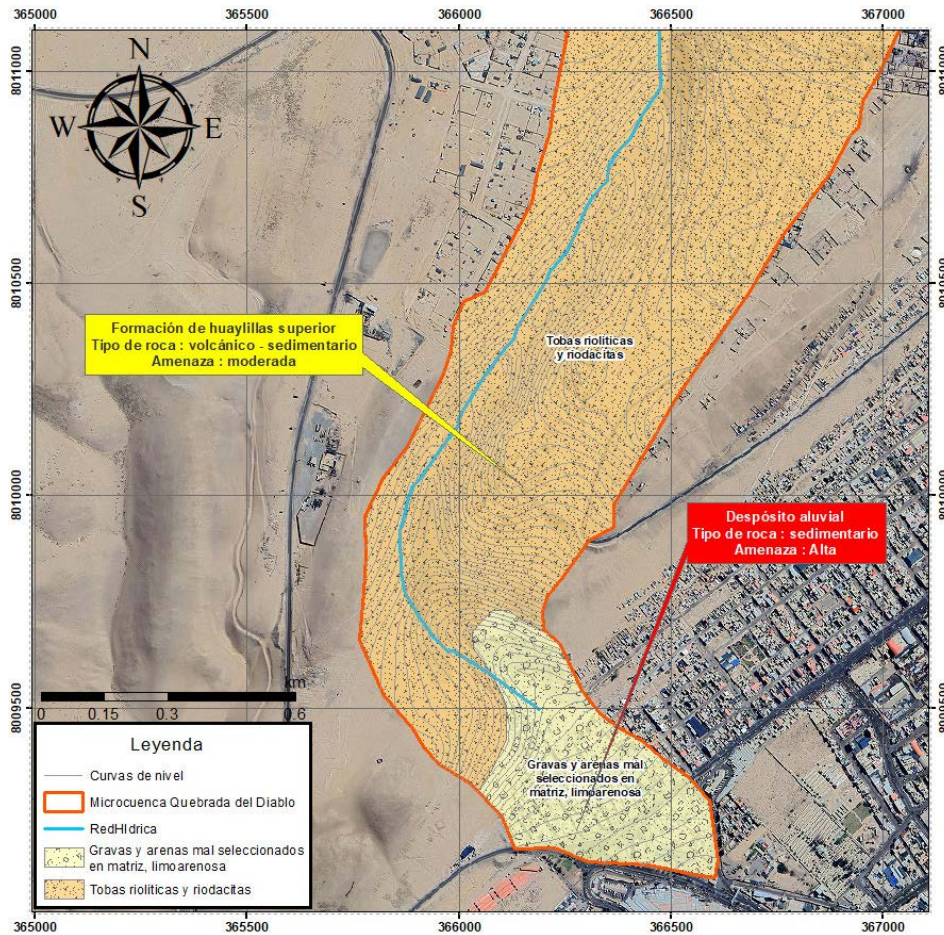 365000 365500 366000 366500 367000
8011000
8011000
N
W E
S
8010500
8010500
Formación de huaylillas superior
Tipo de roca : volcánico - sedimentario
Amenaza : moderada
Tobas riolíticas
y riodacitas
8010000
8010000
Despósito aluvial
Tipo de roca : sedimentario
Amenaza : Alta
km
0 0.15 0.3 0.6
8009500
8009500
Gravas y arenas mal
seleccionados en
matriz, limoarenosa
Leyenda
Curvas de nivel
Microcuenca Quebrada del Diablo
RedHIdrica
Gravas y arenas mal seleccionados
en matriz, limoarenosa
Tobas riolíticas y riodacitas
365000 365500 366000 366500 367000